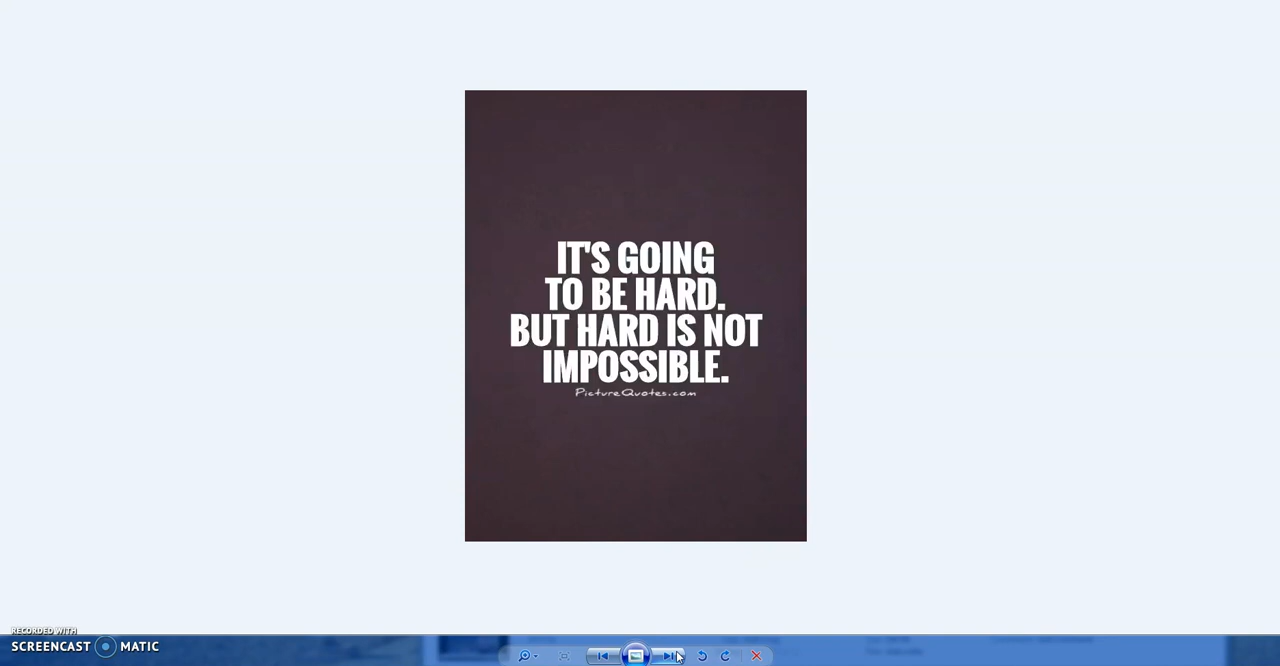 IT'S GOING
TO BE HARD.
BUT HARD IS NOT
IMPOSSIBLE.
PictureQuotes.com
RECORDED WITH
SCREENCAST MATIC